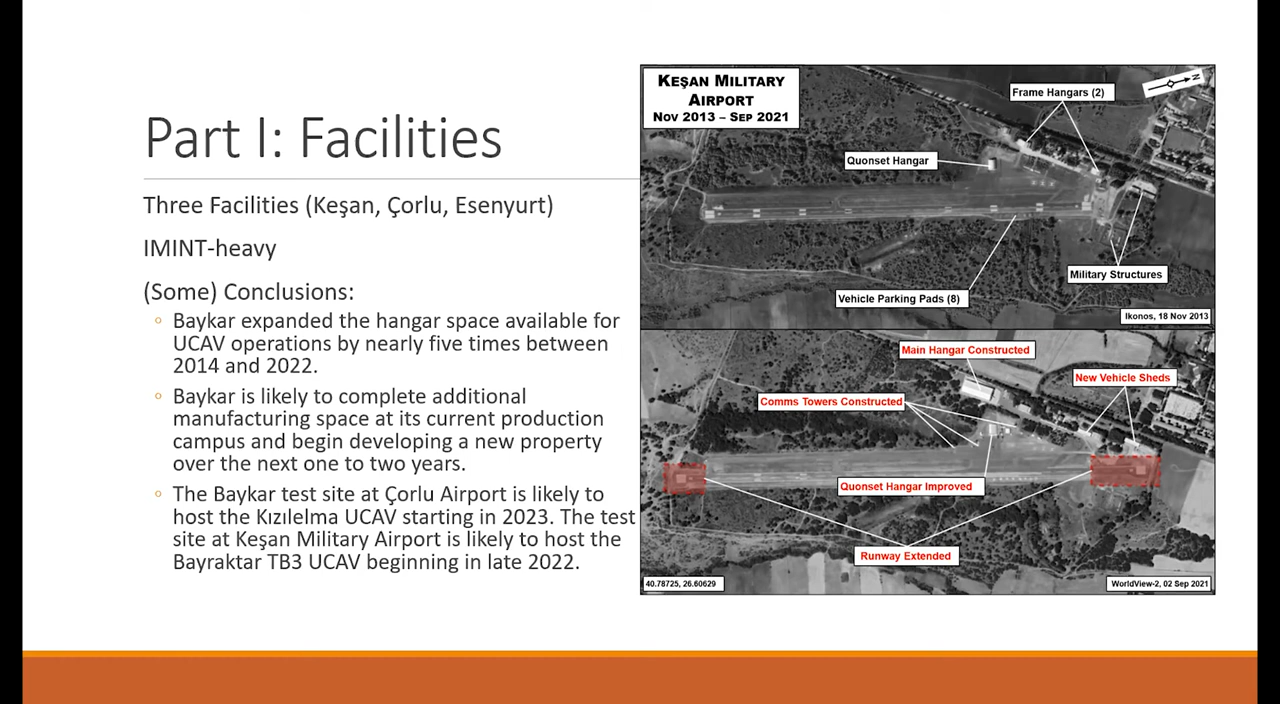 Part I: Facilities
Three Facilities (Keşan, Çorlu, Esenyurt)
IMINT-heavy
(Some) Conclusions:
◦ Baykar expanded the hangar space available for
UCAV operations by nearly five times between
2014 and 2022.
◦ Baykar is likely to complete additional
manufacturing space at its current production
campus and begin developing a new property
over the next one to two years.
◦ The Baykar test site at Çorlu Airport is likely to
host the Kızılelma UCAV starting in 2023. The test
site at Keşan Military Airport is likely to host the
Bayraktar TB3 UCAV beginning in late 2022.
KEŞAN MILITARY
AIRPORT
NOV 2013 – SEP 2021
Frame Hangars (2)
N
Quonset Hangar
Military Structures
Vehicle Parking Pads (8)
Ikonos, 18 Nov 2013
Main Hangar Constructed
New Vehicle Sheds
Comms Towers Constructed
Quonset Hangar Improved
Runway Extended
40.78725, 26.60629
WorldView-2, 02 Sep 2021